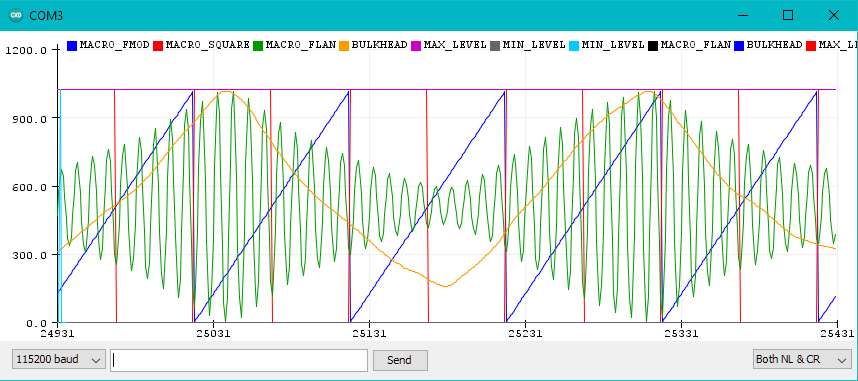 COM3
1200.0
MACRO_FMOD MACRO_SQUARE MACRO_FLAN BULKHEAD MAX_LEVEL MIN_LEVEL MIN_LEVEL MACRO_FLAN BULKHEAD MAX_L
900.0
600.0
300.0
0.0
24931 25031 25131 25231 25331 25431
115200 baud Send Both NL & CR